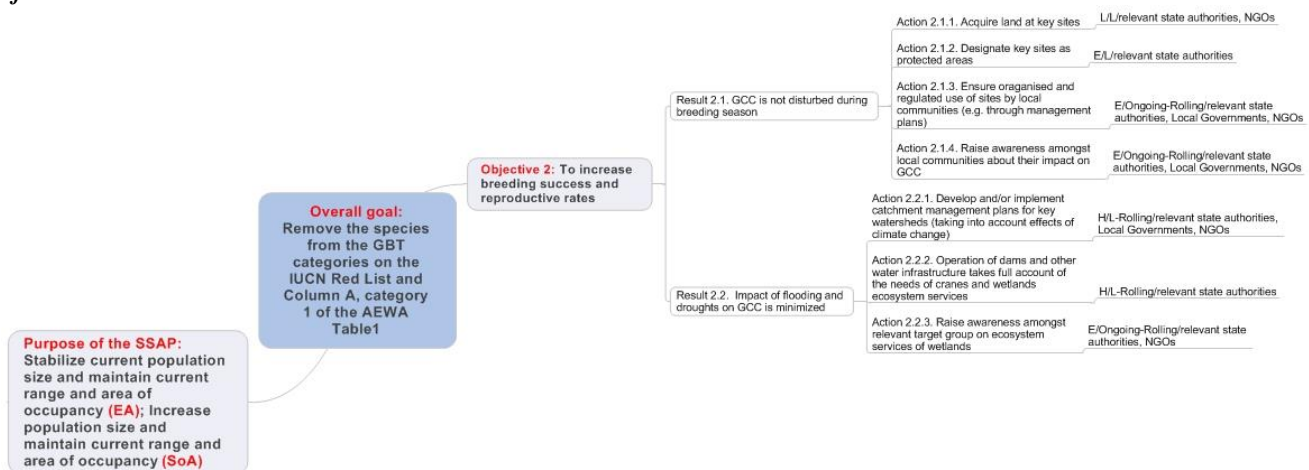 Purpose of the SSAP:
Stabilize current population
size and maintain current
range and area of
occupancy (EA); Increase
population size and
maintain current range and
area of occupancy (SoA)
Overall goal:
Remove the species
from the GBT
categories on the
IUCN Red List and
Column A, category
1 of the AEWA
Table1
Objective 2: To increase
breeding success and
reproductive rates
Result 2.1. GCC is not disturbed during
breeding season
Action 2.1.1. Acquire land at key sites
L/L/relevant state authorities, NGOs
Action 2.1.2. Designate key sites as
protected areas
E/L/relevant state authorities
Action 2.1.3. Ensure oraganised and
regulated use of sites by local
communities (e.g. through management
plans)
E/Ongoing-Rolling/relevant state
authorities, Local Governments, NGOs
Action 2.1.4. Raise awareness amongst
local communities about their impact on
GCC
E/Ongoing-Rolling/relevant state
authorities, Local Governments, NGOs
Result 2.2. Impact of flooding and
droughts on GCC is minimized
Action 2.2.1. Develop and/or implement
catchment management plans for key
watersheds (taking into account effects of
climate change)
H/L-Rolling/relevant state authorities,
Local Governments, NGOs
Action 2.2.2. Operation of dams and other
water infrastructure takes full account of
the needs of cranes and wetlands
ecosystem services
H/L-Rolling/relevant state authorities
Action 2.2.3. Raise awareness amongst
relevant target group on ecosystem
services of wetlands
E/Ongoing-Rolling/relevant state
authorities, NGOs